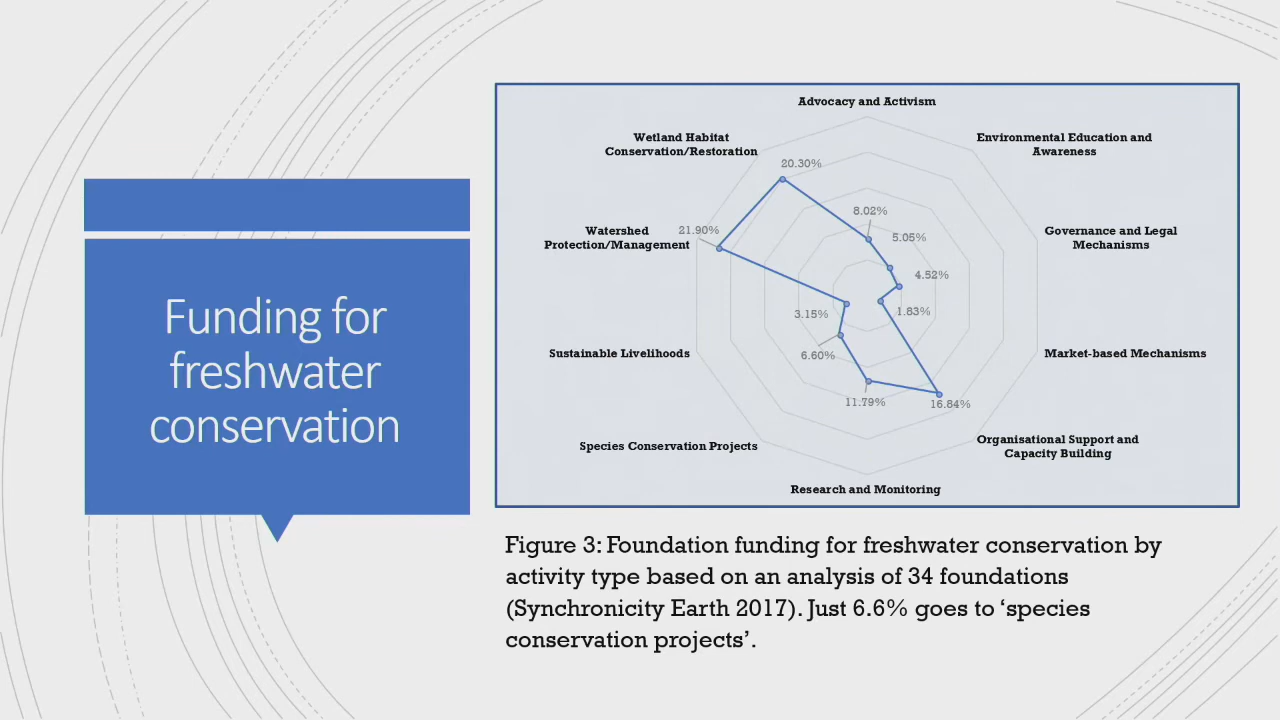 Funding for
freshwater
conservation
Advocacy and Activism
Wetland Habitat
Conservation/Restoration
Environmental Education and
Awareness
20.30%
8.02%
Watershed
Protection/Management
21.90%
5.05%
Governance and Legal
Mechanisms
4.52%
3.15%
1.83%
Sustainable Livelihoods
6.60%
Market-based Mechanisms
11.79%
16.84%
Species Conservation Projects
Organisational Support and
Capacity Building
Research and Monitoring
Figure 3: Foundation funding for freshwater conservation by
activity type based on an analysis of 34 foundations
(Synchronicity Earth 2017). Just 6.6% goes to ‘species
conservation projects’.